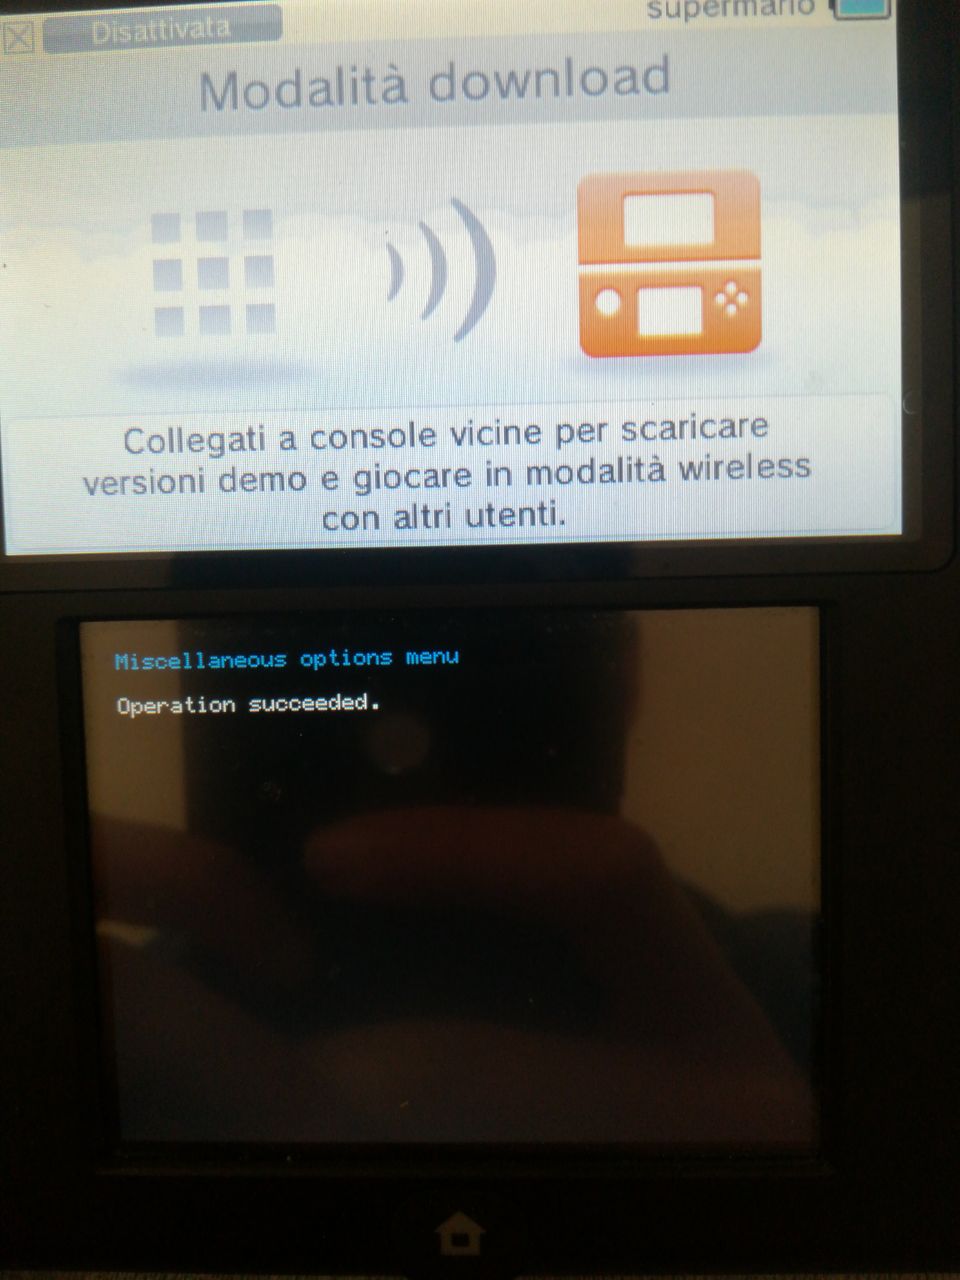 Disattivata
supermario
Modalità download
Collegati a console vicine per scaricare
versioni demo e giocare in modalità wireless
con altri utenti.
Miscellaneous options menu
Operation succeeded.